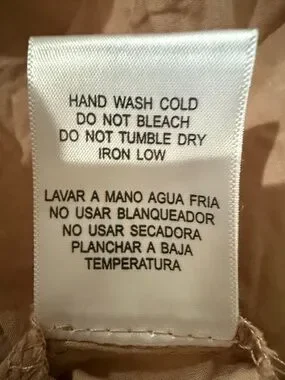 HAND WASH COLD
DO NOT BLEACH
DO NOT TUMBLE DRY
IRON LOW
LAVAR A MANO AGUA FRIA
NO USAR BLANQUEADOR
NO USAR SECADORA
PLANCHAR A BAJA
TEMPERATURA